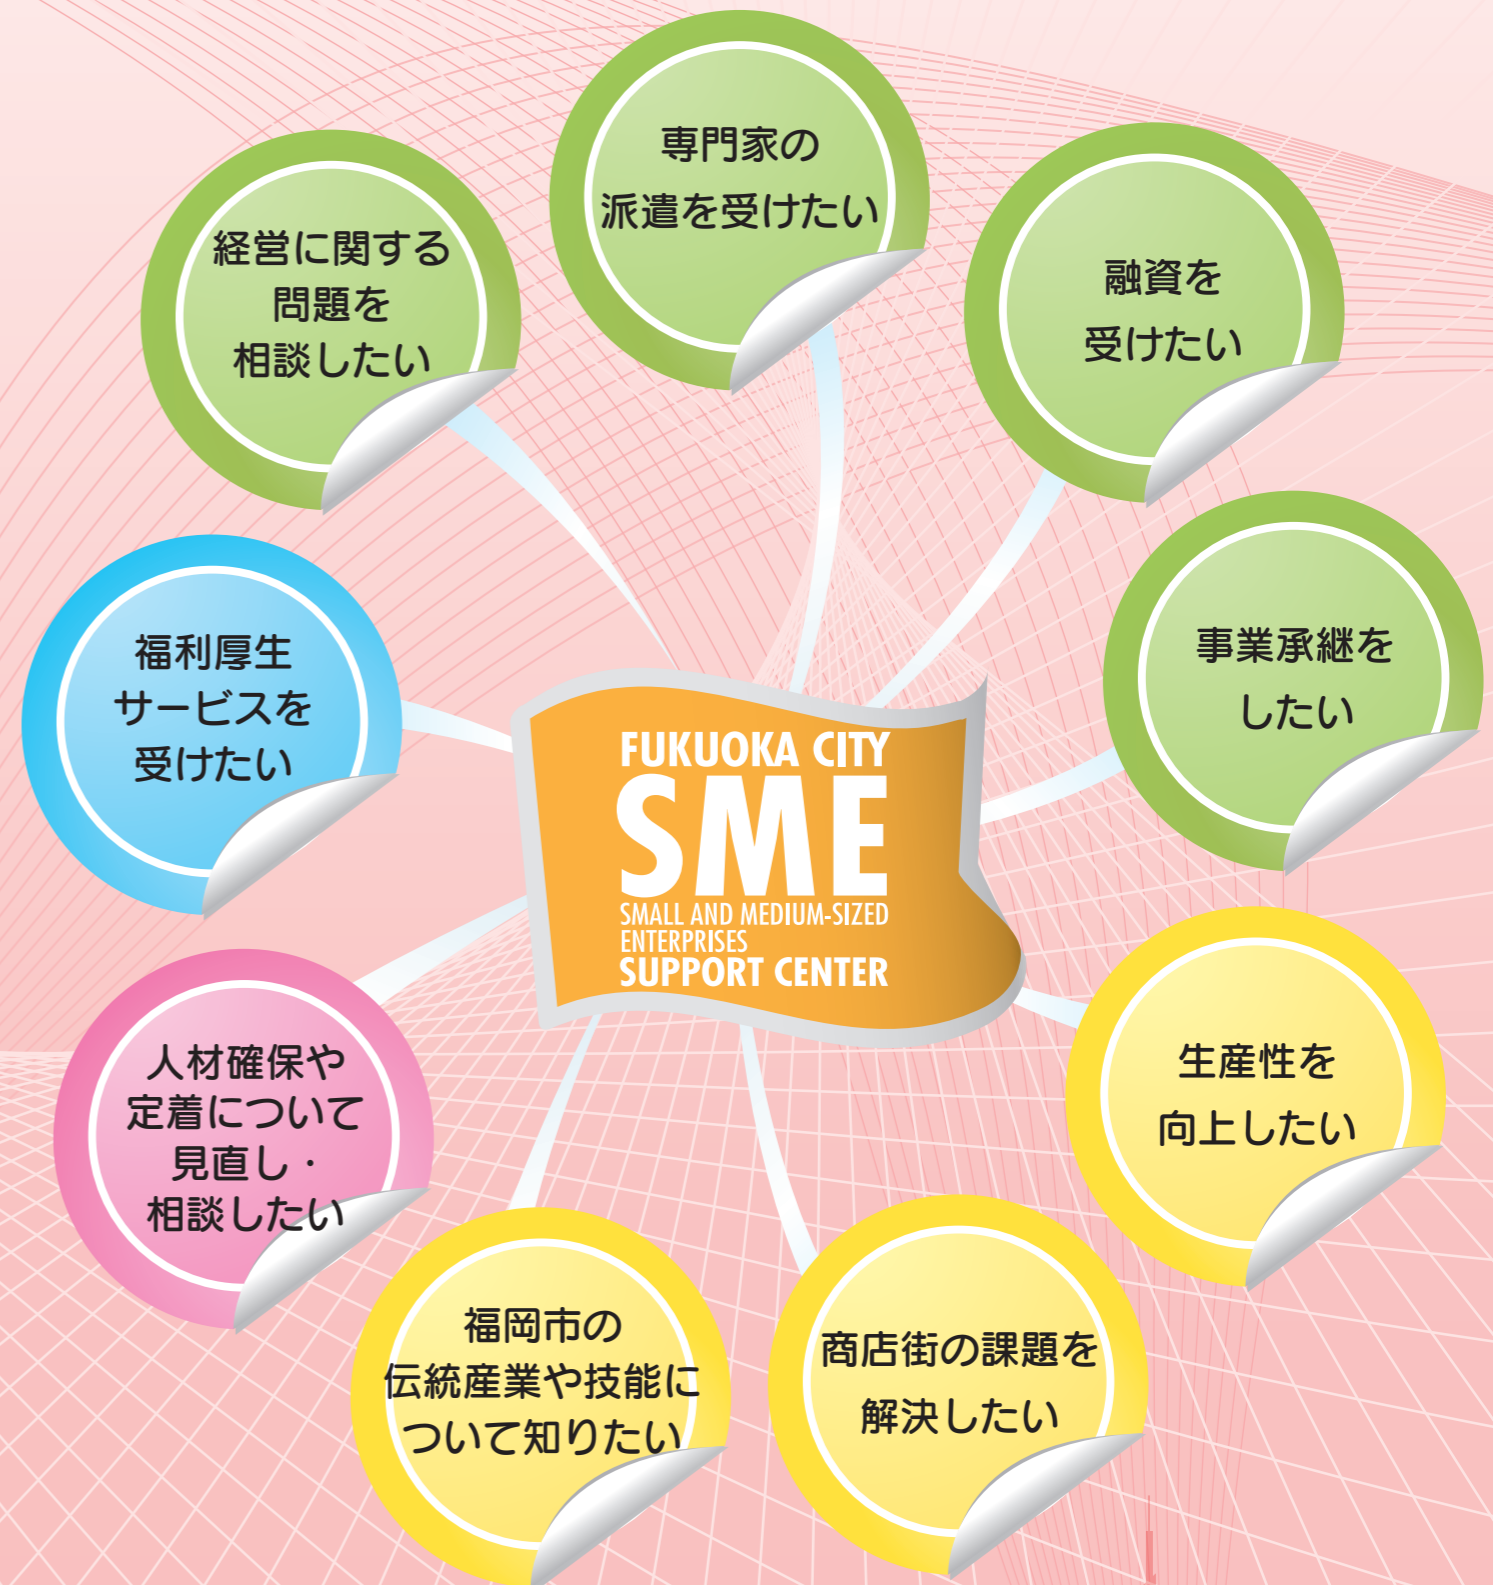 専門家の
派遣を受けたい
経営に関する
問題を
相談したい
融資を
受けたい
福利厚生
サービスを
受けたい
事業承継を
したい
FUKUOKA CITY
SME
SMALL AND MEDIUM-SIZED
ENTERPRISES
SUPPORT CENTER
人材確保や
定着について
見直し・
相談したい
生産性を
向上したい
福岡市の
伝統産業や技能に
ついて知りたい
商店街の課題を
解決したい